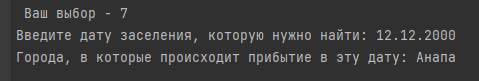 Ваш выбор - 7
Введите дату заселения, которую нужно найти: 12.12.2000
Города, в которые происходит прибытие в эту дату: Анапа